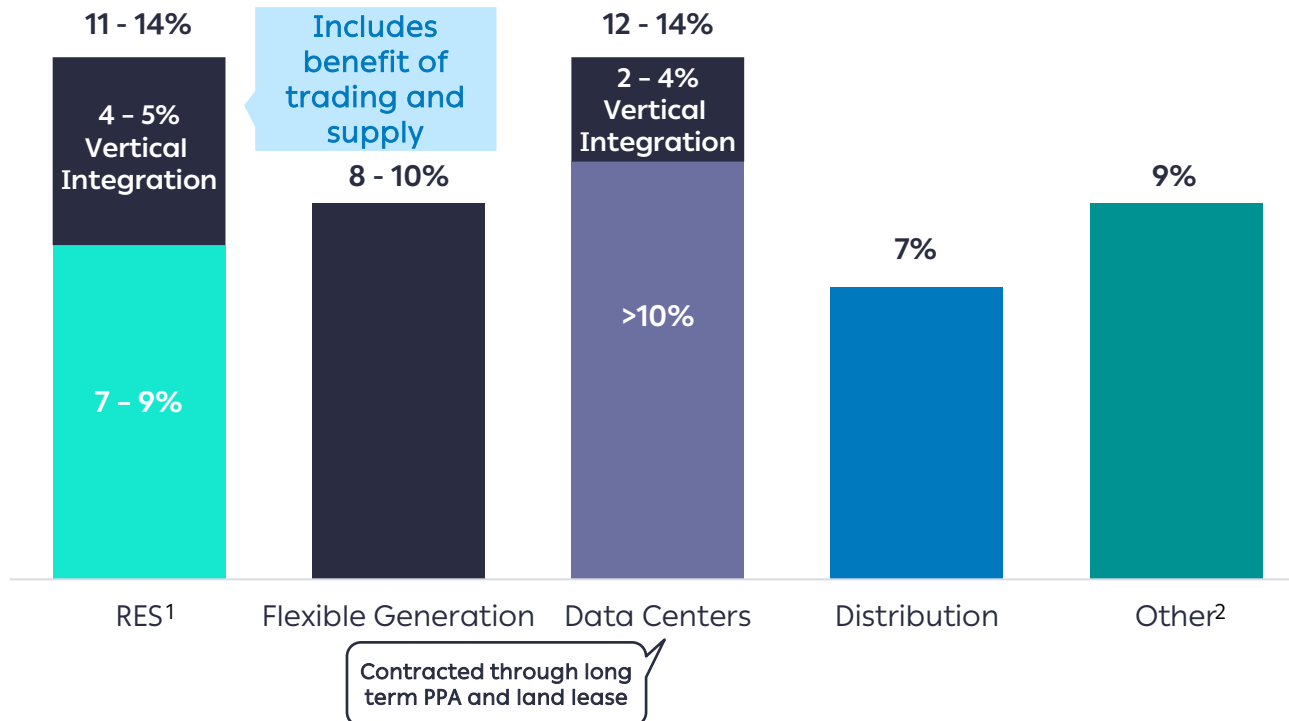 11 - 14%
4 – 5%
Vertical
Integration
7 – 9%
Includes
benefit of
trading and
supply
8 - 10%
12 - 14%
2 – 4%
Vertical
Integration
>10%
7%
9%
RES1
Flexible Generation
Data Centers
Distribution
Other2
Contracted through long
term PPA and land lease